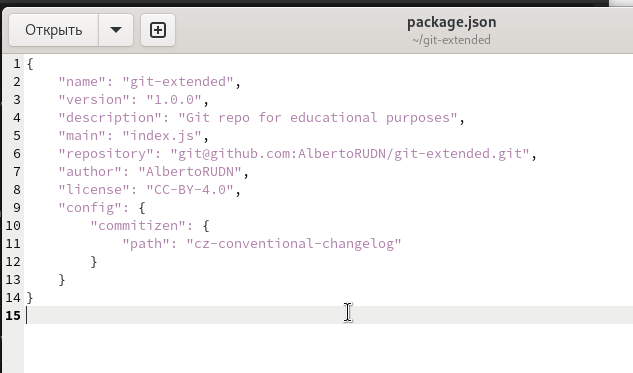 Открыть
package.json
~/git-extended
1 {
2     "name": "git-extended",
3     "version": "1.0.0",
4     "description": "Git repo for educational purposes",
5     "main": "index.js",
6     "repository": "git@github.com:AlbertoRUDN/git-extended.git",
7     "author": "AlbertoRUDN",
8     "license": "CC-BY-4.0",
9     "config": {
10         "commitizen": {
11             "path": "cz-conventional-changelog"
12         }
13     }
14 }
15